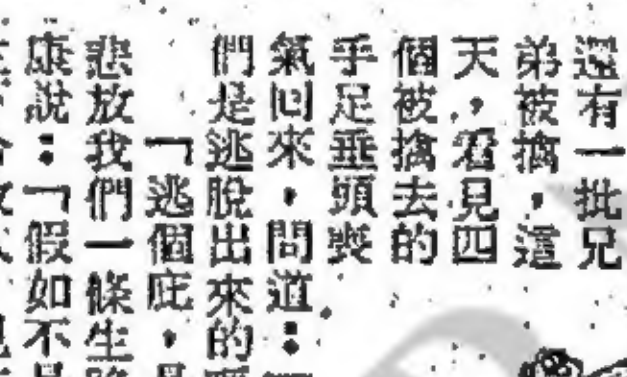 還有一批兄
弟被擒，這
天，看見四
個被擒去的
手足垂頭喪
氣回來，問道：
們是逃脫出來的
「逃個庇，
悲放我們一條生
康說：「假如不